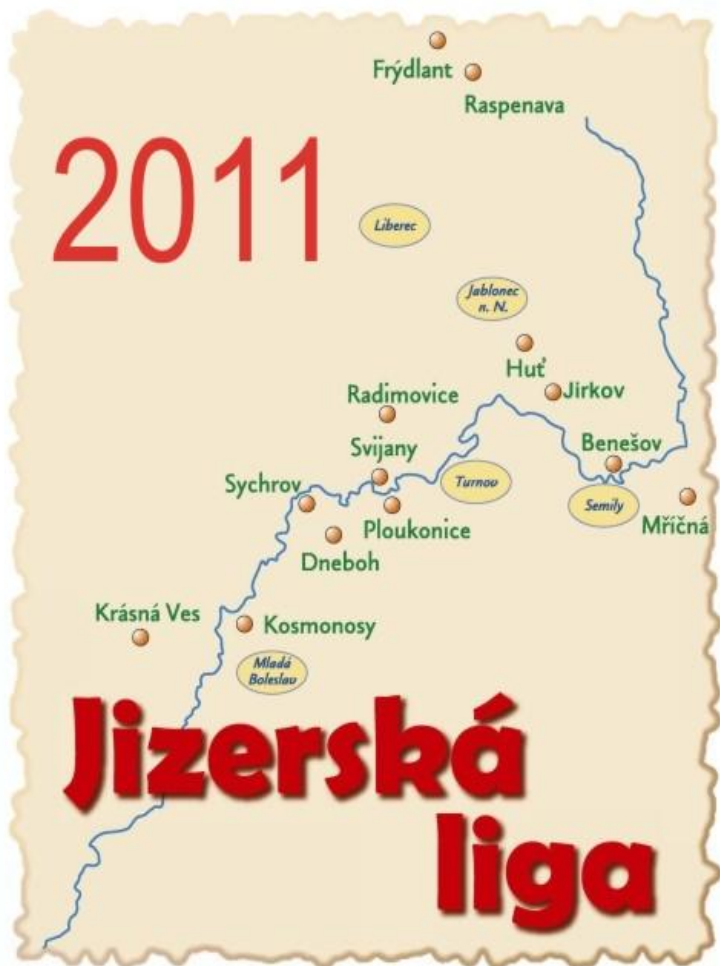 Frýdlant
Raspenava
2011
Liberec
Jablonec
n. N.
Huť
Jirkov
Radimovice
Benešov
Svijany
Sychrov
Turnov
Semily
Mříčná
Ploukonice
Dneboh
Krásná Ves
Kosmonosy
Mladá
Boleslav
Jizerská
liga